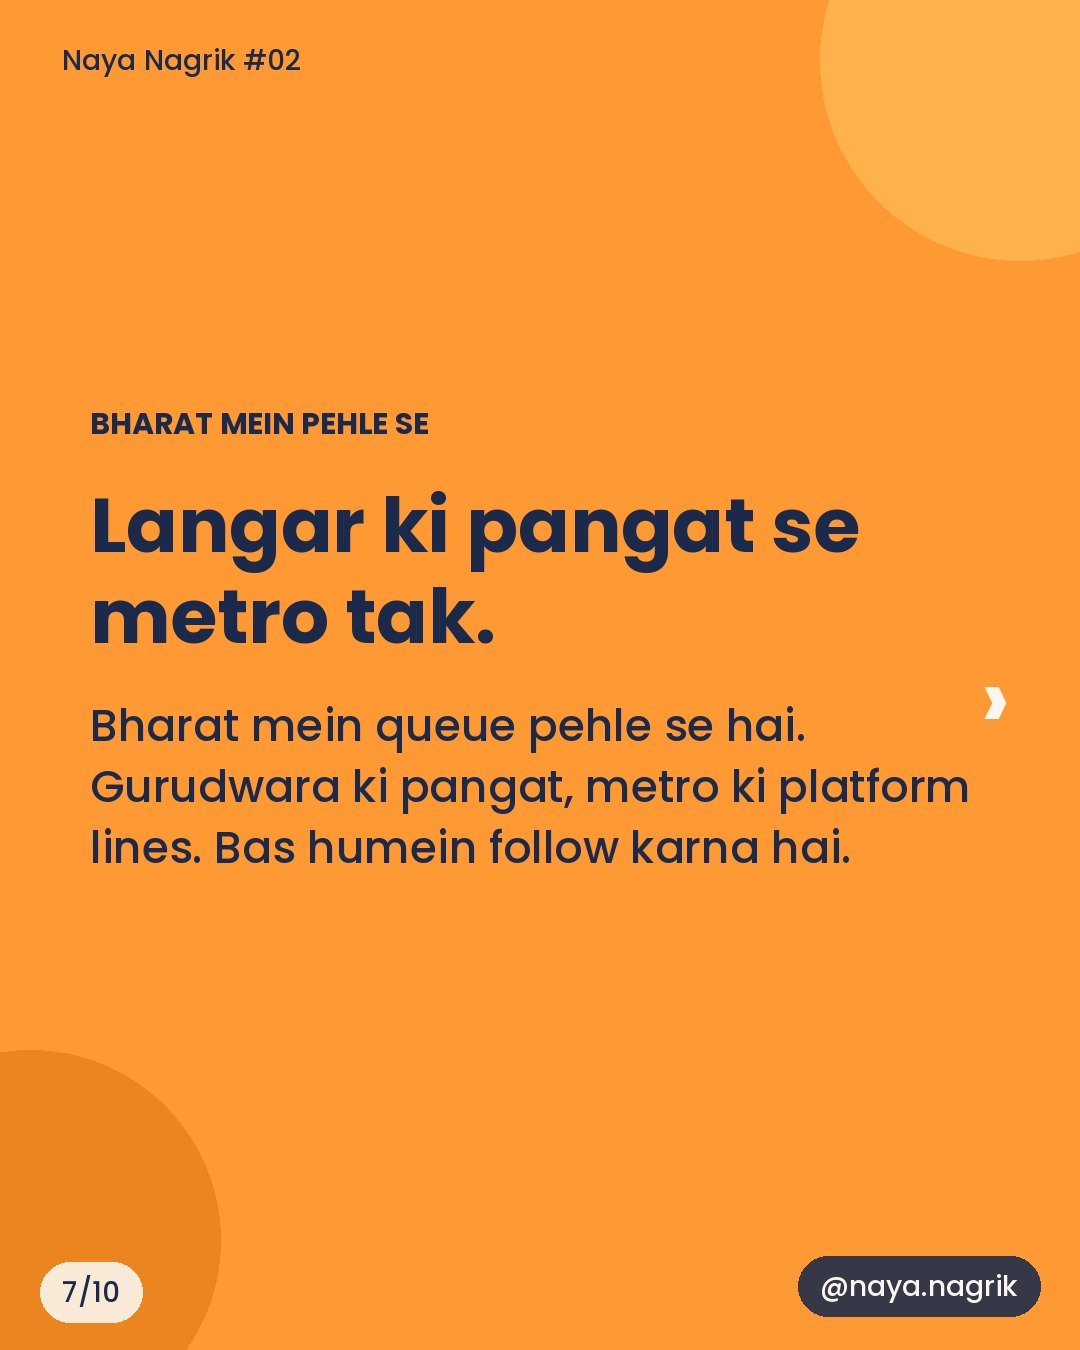 Naya Nagrik #02
BHARAT MEIN PEHLE SE
Langar ki pangat se
metro tak.
Bharat mein queue pehle se hai.
Gurudwara ki pangat, metro ki platform
lines. Bas humein follow karna hai.
7/10
@naya.nagrik